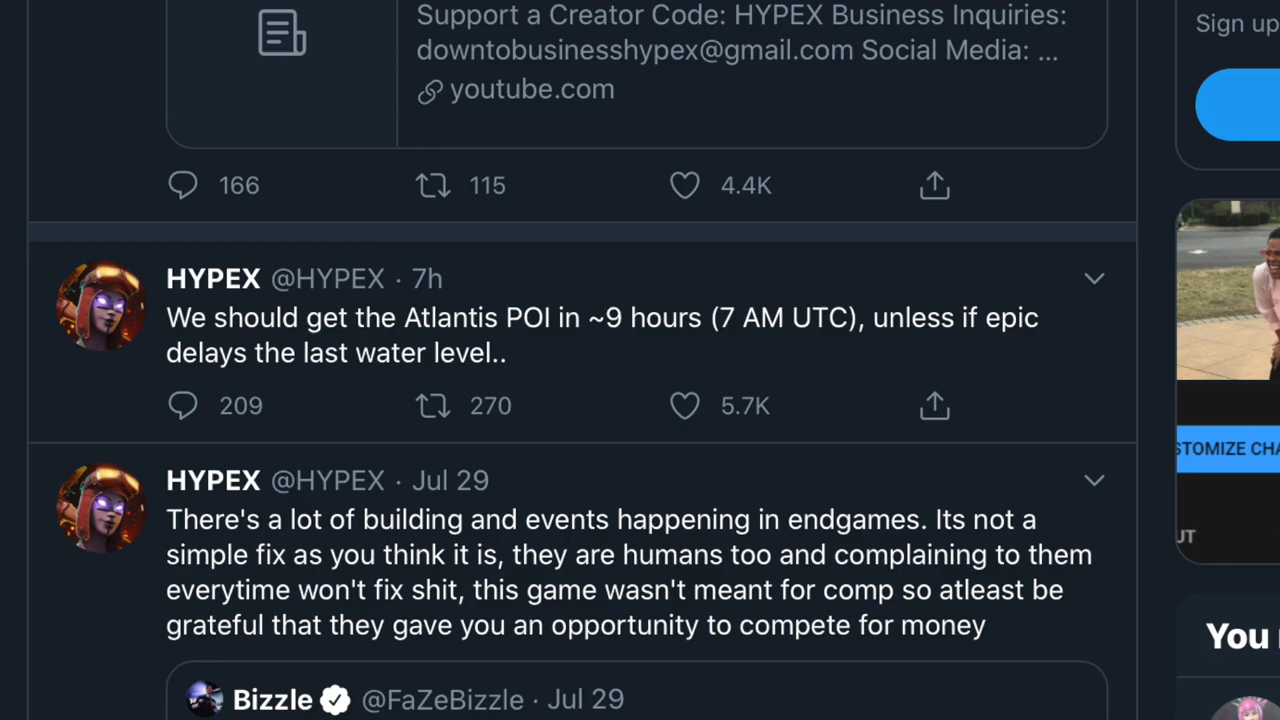 Support a Creator Code: HYPEX Business Inquiries:
downtobusinesshypex@gmail.com Social Media: ...
youtube.com
166 115 4.4K
HYPEX @HYPEX · 7h
We should get the Atlantis POI in ~9 hours (7 AM UTC), unless if epic
delays the last water level..
209 270 5.7K
HYPEX @HYPEX · Jul 29
There's a lot of building and events happening in endgames. Its not a
simple fix as you think it is, they are humans too and complaining to them
everytime won't fix shit, this game wasn't meant for comp so atleast be
grateful that they gave you an opportunity to compete for money
Bizzle @FaZeBizzle · Jul 29
Sign up
STOMIZE CHA
UT
You